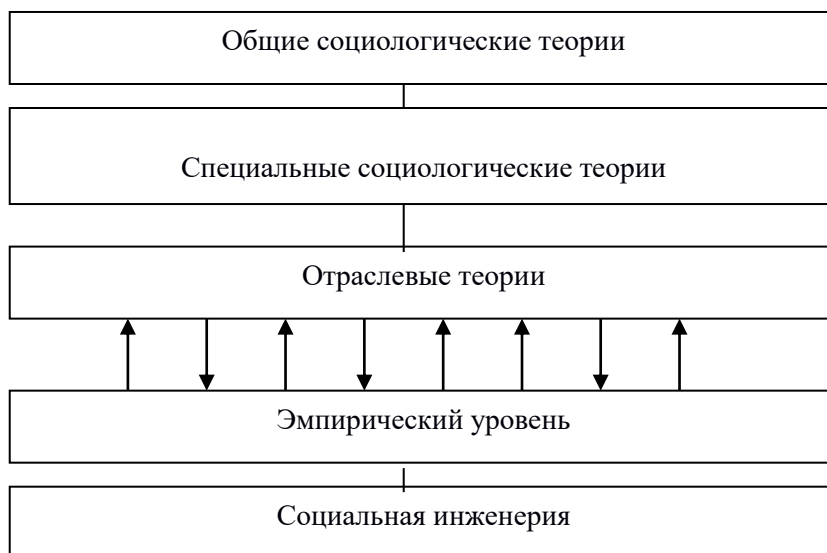 Общие социологические теории
Специальные социологические теории
Отраслевые теории
Эмпирический уровень
Социальная инженерия